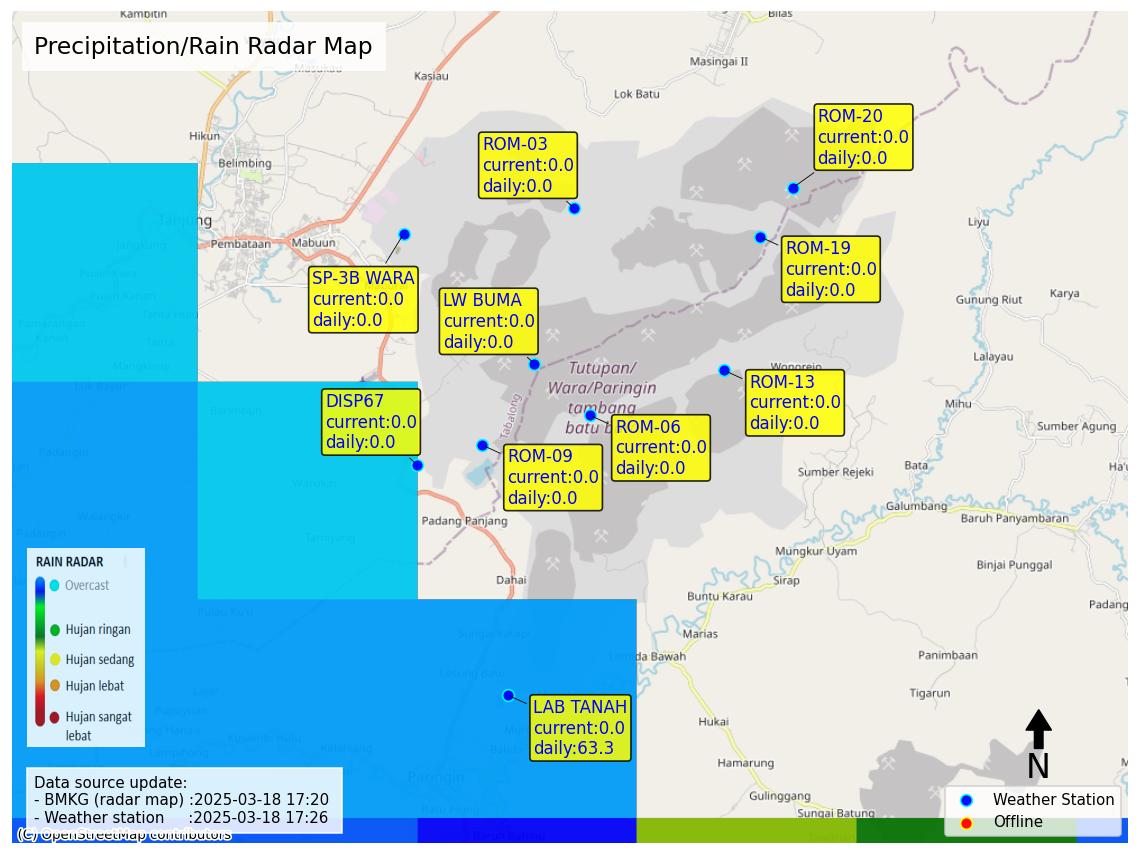 Kambitin
Bilas
Precipitation/Rain Radar Map
Masukau
Kasiau
Masingai II
Lok Batu
ROM-20
current:0.0
daily:0.0
Hikun
Belimbing
ROM-03
current:0.0
daily:0.0
Tanjung
Jangkung
Pembataan
Mabuun
Liyu
ROM-19
current:0.0
daily:0.0
SP-3B WARA
current:0.0
daily:0.0
LW BUMA
current:0.0
daily:0.0
Gunung Riut
Karya
Lalayau
Tutupan/
Wara/Paringin
tambang
batu b
Wonorejo
ROM-13
current:0.0
daily:0.0
Mihu
Tabalong
DISP67
current:0.0
daily:0.0
ROM-06
current:0.0
daily:0.0
ROM-09
current:0.0
daily:0.0
Sumber Agung
Sumber Rejeki
Bata
Ha'u
Galumbang
Baruh Panyambaran
Padang Panjang
Warukin
Tamiyang
Mungkur Uyam
Binjai Punggal
Dahai
Sirap
Buntu Karau
Padang
RAIN RADAR
Overcast
Hujan ringan
Hujan sedang
Hujan lebat
Hujan sangat
lebat
Marias
Panimbaan
Tigarun
LAB TANAH
current:0.0
daily:63.3
Hukai
Hamarung
N
Paringin
Gulinggang
Sungai Batung
Data source update:
- BMKG (radar map) :2025-03-18 17:20
- Weather station :2025-03-18 17:26
(C) OpenStreetMap contributors
Weather Station
Offline